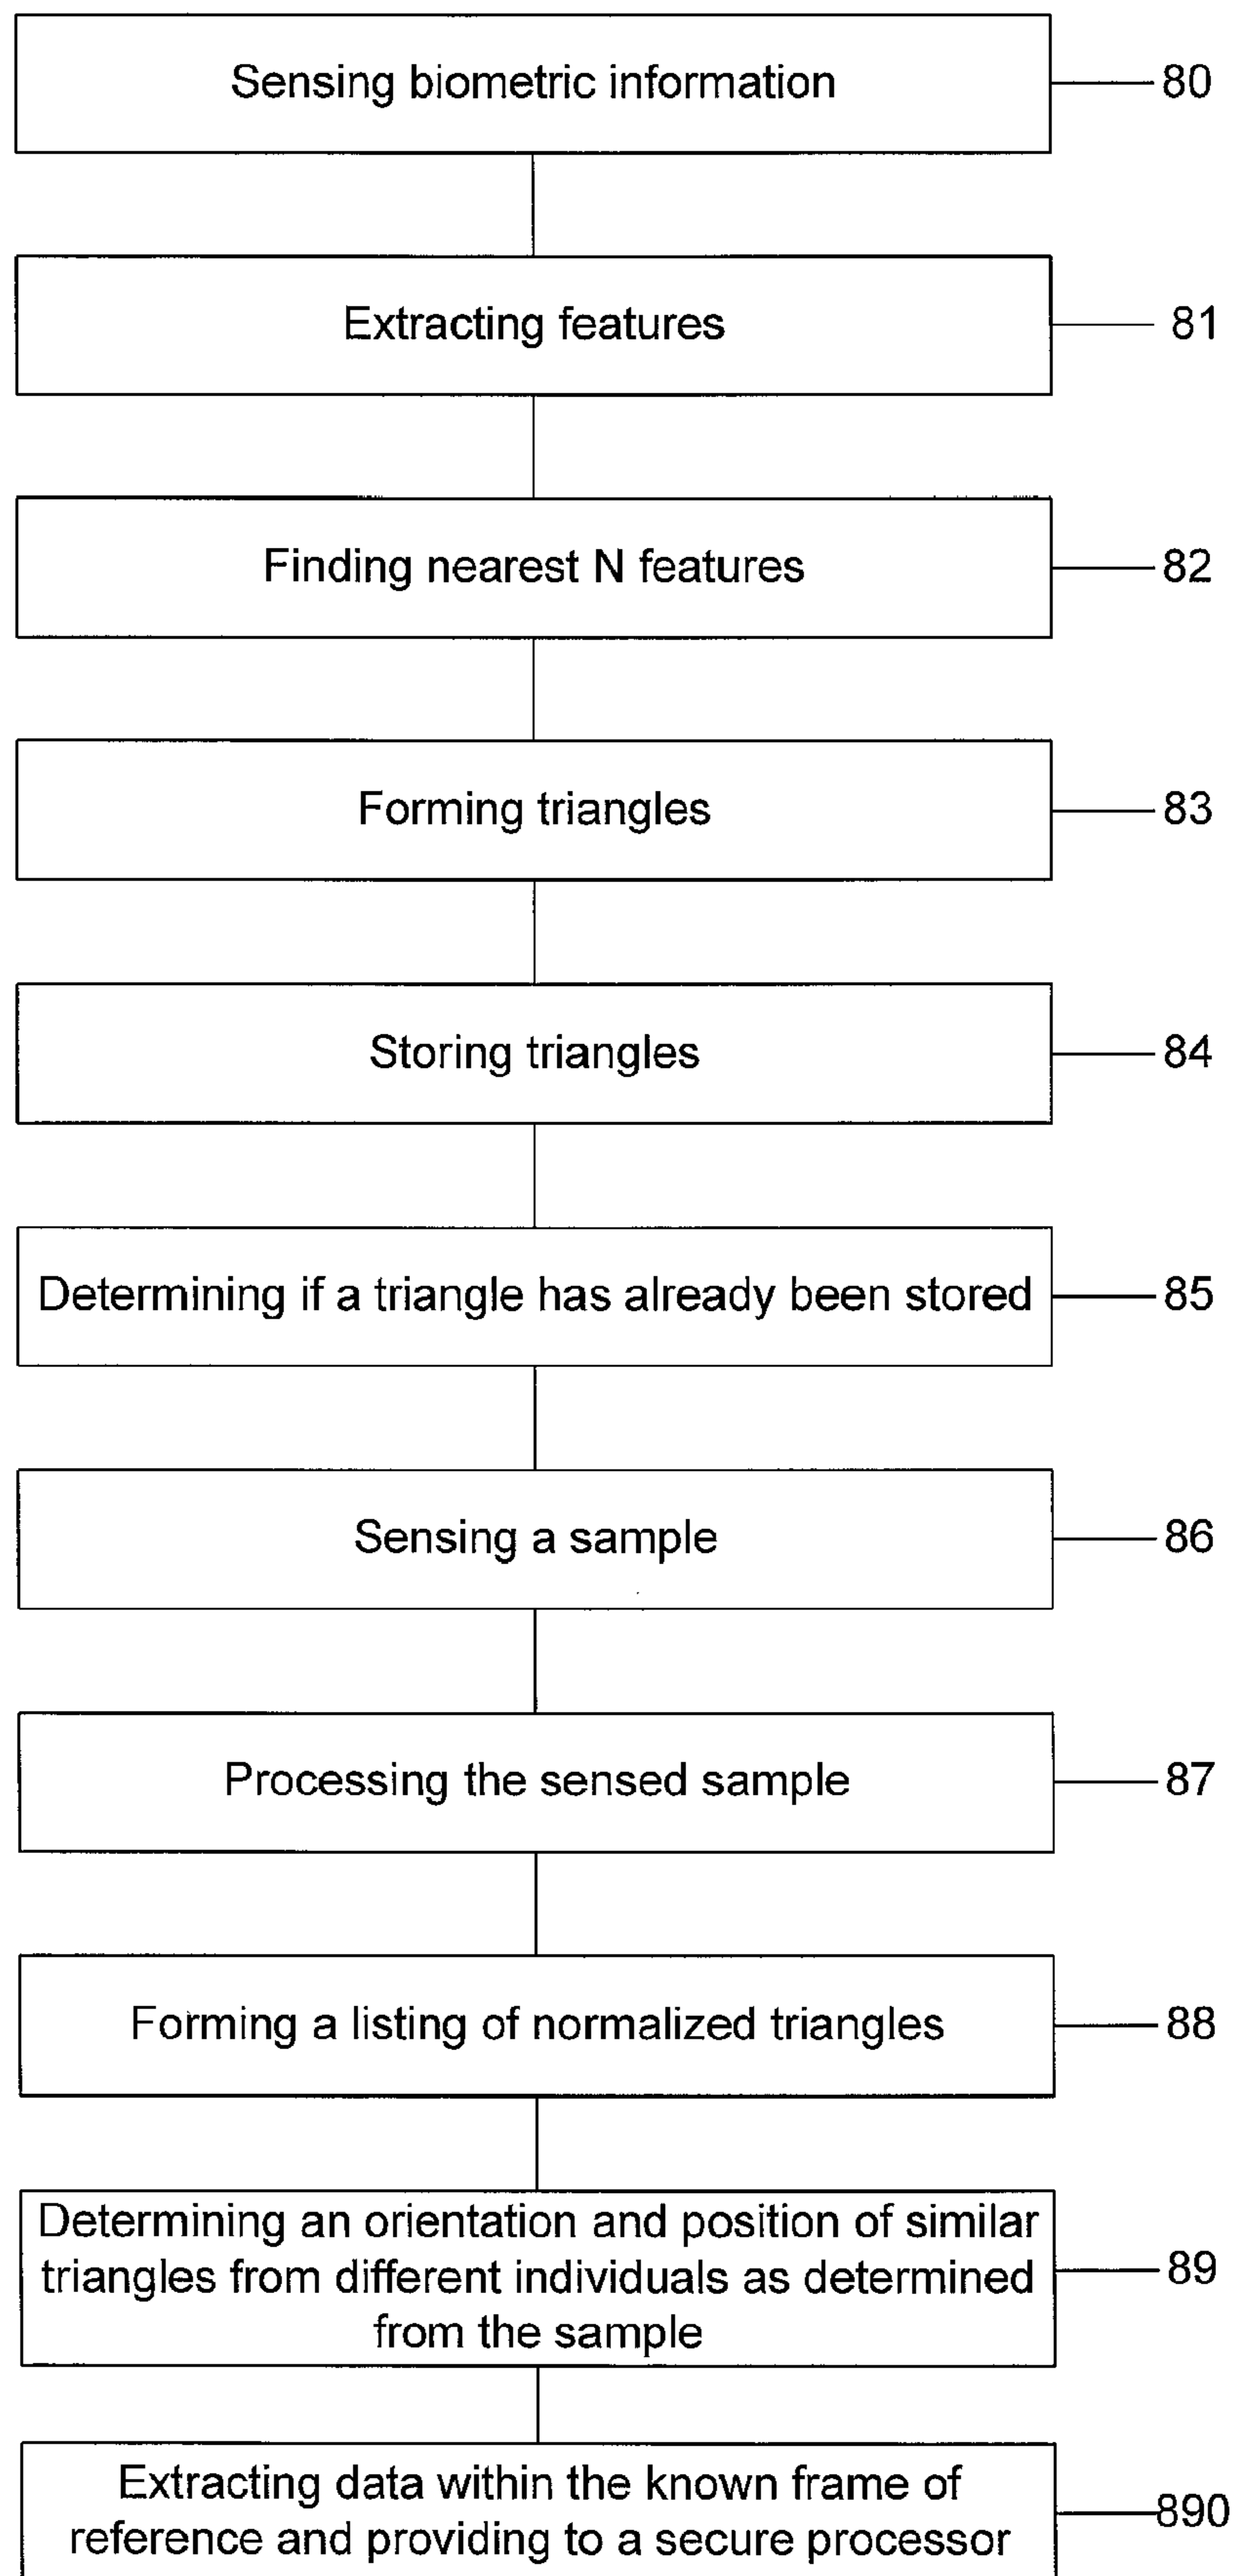 Sensing biometric information
80
Extracting features
81
Finding nearest N features
82
Forming triangles
83
Storing triangles
84
Determining if a triangle has already been stored
85
Sensing a sample
86
Processing the sensed sample
87
Forming a listing of normalized triangles
88
Determining an orientation and position of similar
triangles from different individuals as determined
from the sample
89
Extracting data within the known frame of
reference and providing to a secure processor
890